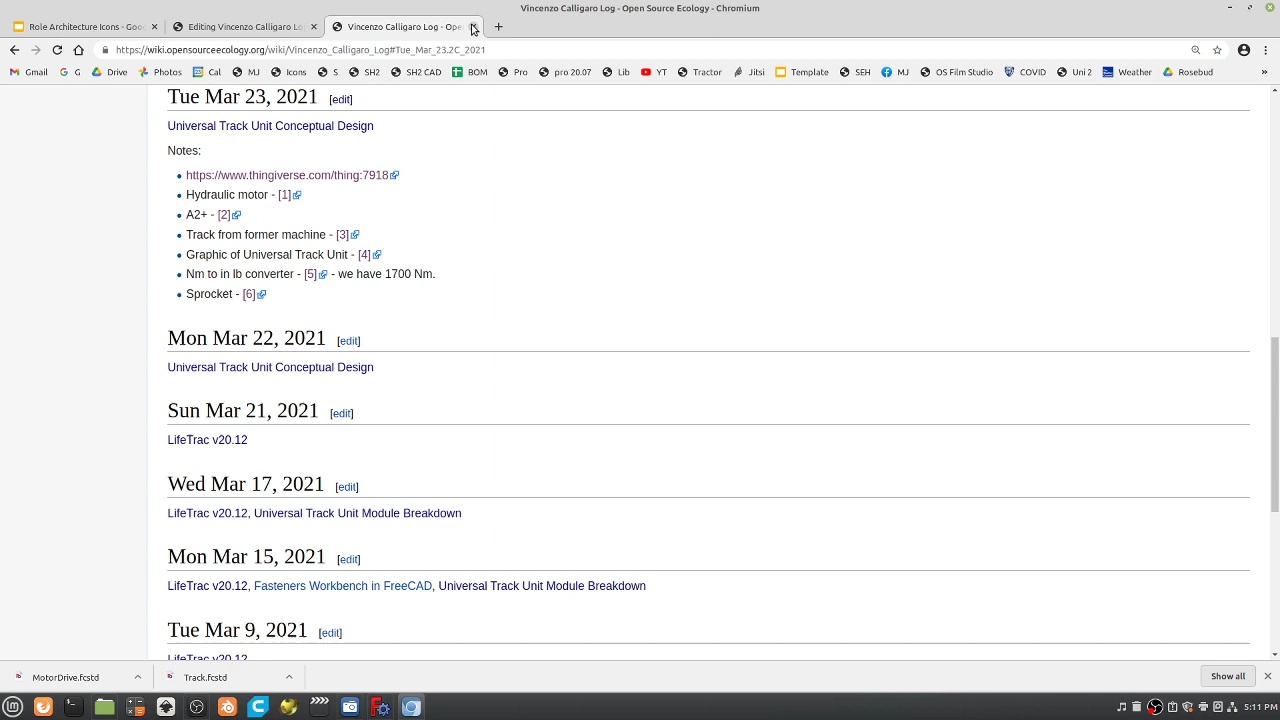 Vincenzo Calligaro Log - Open Source Ecology - Chromium
Role Architecture Icons - Goo
Editing Vincenzo Calligaro Lo
Vincenzo Calligaro Log - Ope
https://wiki.opensourceecology.org/wiki/Vincenzo_Calligaro_Log#Tue_Mar_23.2C_2021
Gmail G Drive Photos Cal MJ Icons S SH2 SH2 CAD BOM Pro pro 20.07 Lib YT Tractor Jitsi Template SEH MJ OS Film Studio COVID Uni 2 Weather Rosebud »
Tue Mar 23, 2021 [edit]
Universal Track Unit Conceptual Design
Notes:
https://www.thingiverse.com/thing:7918
Hydraulic motor - [1]
A2+ - [2]
Track from former machine - [3]
Graphic of Universal Track Unit - [4]
Nm to in lb converter - [5] - we have 1700 Nm.
Sprocket - [6]
Mon Mar 22, 2021 [edit]
Universal Track Unit Conceptual Design
Sun Mar 21, 2021 [edit]
LifeTrac v20.12
Wed Mar 17, 2021 [edit]
LifeTrac v20.12, Universal Track Unit Module Breakdown
Mon Mar 15, 2021 [edit]
LifeTrac v20.12, Fasteners Workbench in FreeCAD, Universal Track Unit Module Breakdown
Tue Mar 9, 2021 [edit]
LifeTrac v20.12
MotorDrive.fcstd
Track.fcstd
Show all
5:11 PM